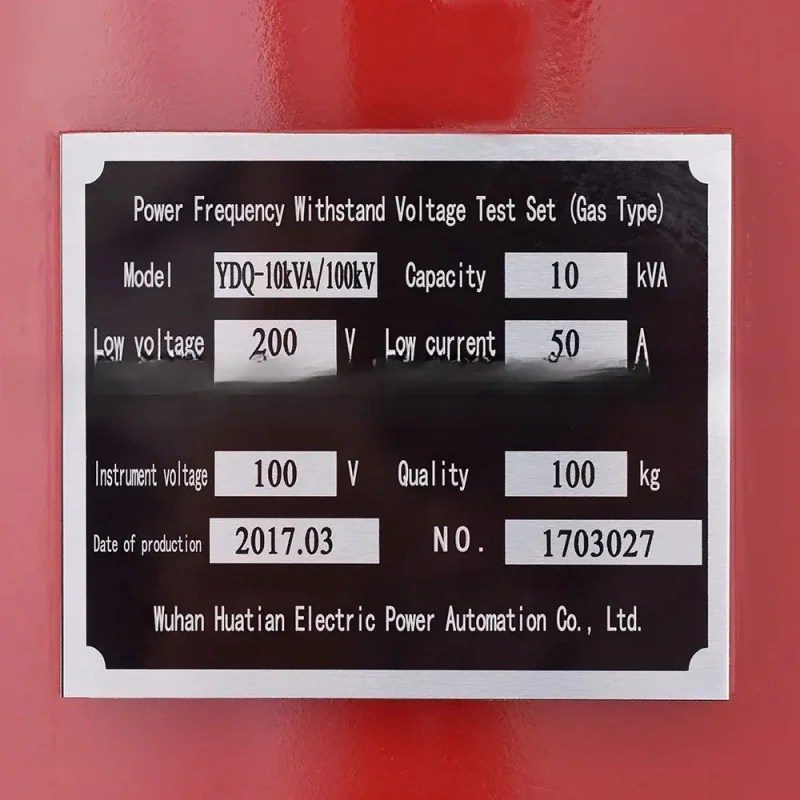 Power Frequency Withstand Voltage Test Set (Gas Type)
Model YDQ-10kVA/100kV Capacity 10 kVA
Low voltage 200 V Low current 50 A
Instrument voltage 100 V Quality 100 kg
Date of production 2017.03 NO. 1703027
Wuhan Huatian Electric Power Automation Co., Ltd.